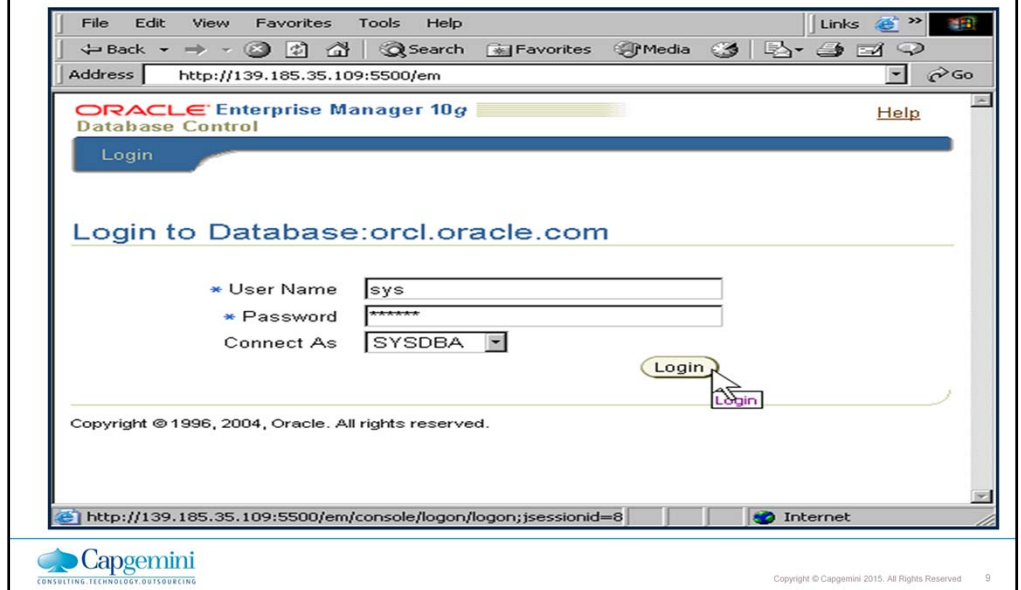 File Edit View Favorites Tools Help Links »
Back Search Favorites Media
Address http://139.185.35.109:5500/em Go
ORACLE Enterprise Manager 10g
Database Control
Help
Login
Login to Database:orcl.oracle.com
* User Name sys
* Password ******
Connect As SYSDBA
Login
Login
Copyright © 1996, 2004, Oracle. All rights reserved.
http://139.185.35.109:5500/em/console/logon/logon;jsessionid=8 Internet
Capgemini
CONSULTING.TECHNOLOGY.OUTSOURCING
Copyright © Capgemini 2015. All Rights Reserved 9